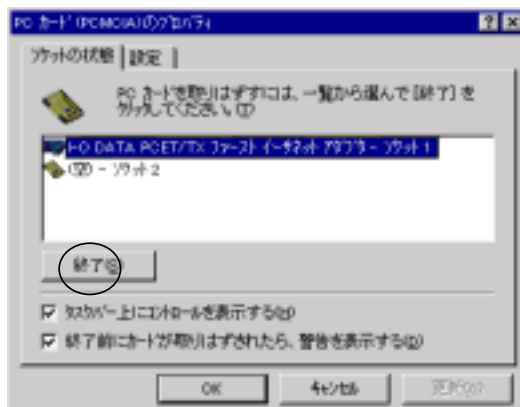 PC カード (PCMCIA)のプロパティ
ソケットの状態
設定
PC カードを取りはずすには、一覧から選んで [終了] を
クリックしてください。(T)
I-O DATA PCET/TX ファースト イーサネット アダプタ - ソケット 1
(空) - ソケット 2
終了(S)
タスクバー上にコントロールを表示する(H)
終了前にカードが取りはずされたら、警告を表示する(D)
OK
キャンセル
更新(A)